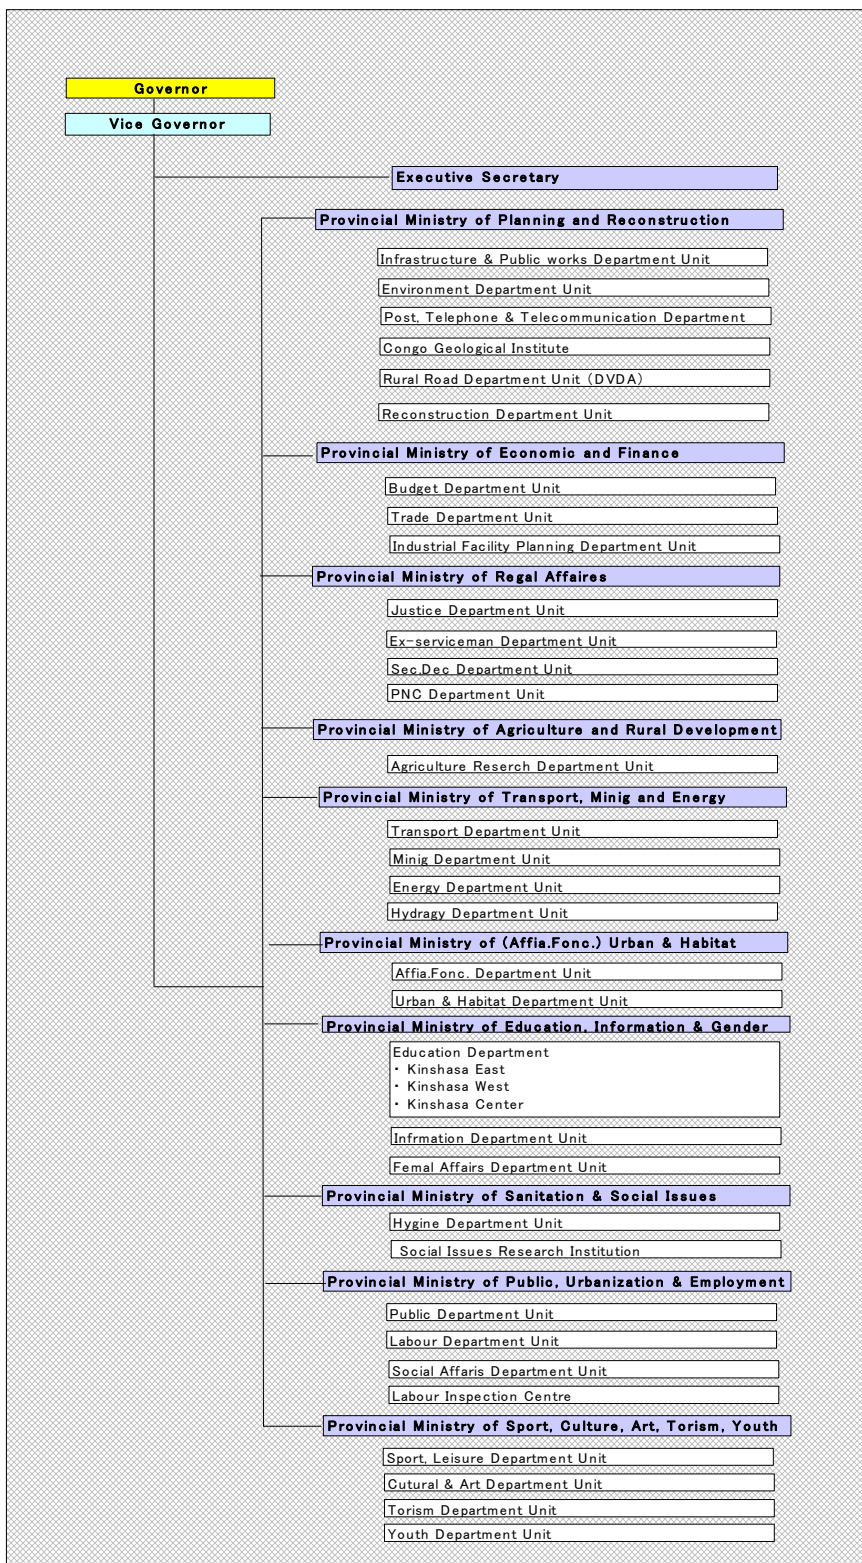 Governor
Vice Governor
Executive Secretary
Provincial Ministry of Planning and Reconstruction
Infrastructure & Public works Department Unit
Environment Department Unit
Post, Telephone & Telecommunication Department
Congo Geological Institute
Rural Road Department Unit (DVDA)
Reconstruction Department Unit
Provincial Ministry of Economic and Finance
Budget Department Unit
Trade Department Unit
Industrial Facility Planning Department Unit
Provincial Ministry of Regal Affaires
Justice Department Unit
Ex-serviceman Department Unit
Sec,Dec Department Unit
PNC Department Unit
Provincial Ministry of Agriculture and Rural Development
Agriculture Reserch Department Unit
Provincial Ministry of Transport, Minig and Energy
Transport Department Unit
Minig Department Unit
Energy Department Unit
Hydragy Department Unit
Provincial Ministry of (Affia.Fonc.) Urban & Habitat
Affia.Fonc. Department Unit
Urban & Habitat Department Unit
Provincial Ministry of Education, Information & Gender
Education Department
・ Kinshasa East
・ Kinshasa West
・ Kinshasa Center
Infrmation Department Unit
Femal Affairs Department Unit
Provincial Ministry of Sanitation & Social Issues
Hygine Department Unit
Social Issues Research Institution
Provincial Ministry of Public, Urbanization & Employment
Public Department Unit
Labour Department Unit
Social Affaris Department Unit
Labour Inspection Centre
Provincial Ministry of Sport, Culture, Art, Torism, Youth
Sport, Leisure Department Unit
Cutural & Art Department Unit
Torism Department Unit
Youth Department Unit